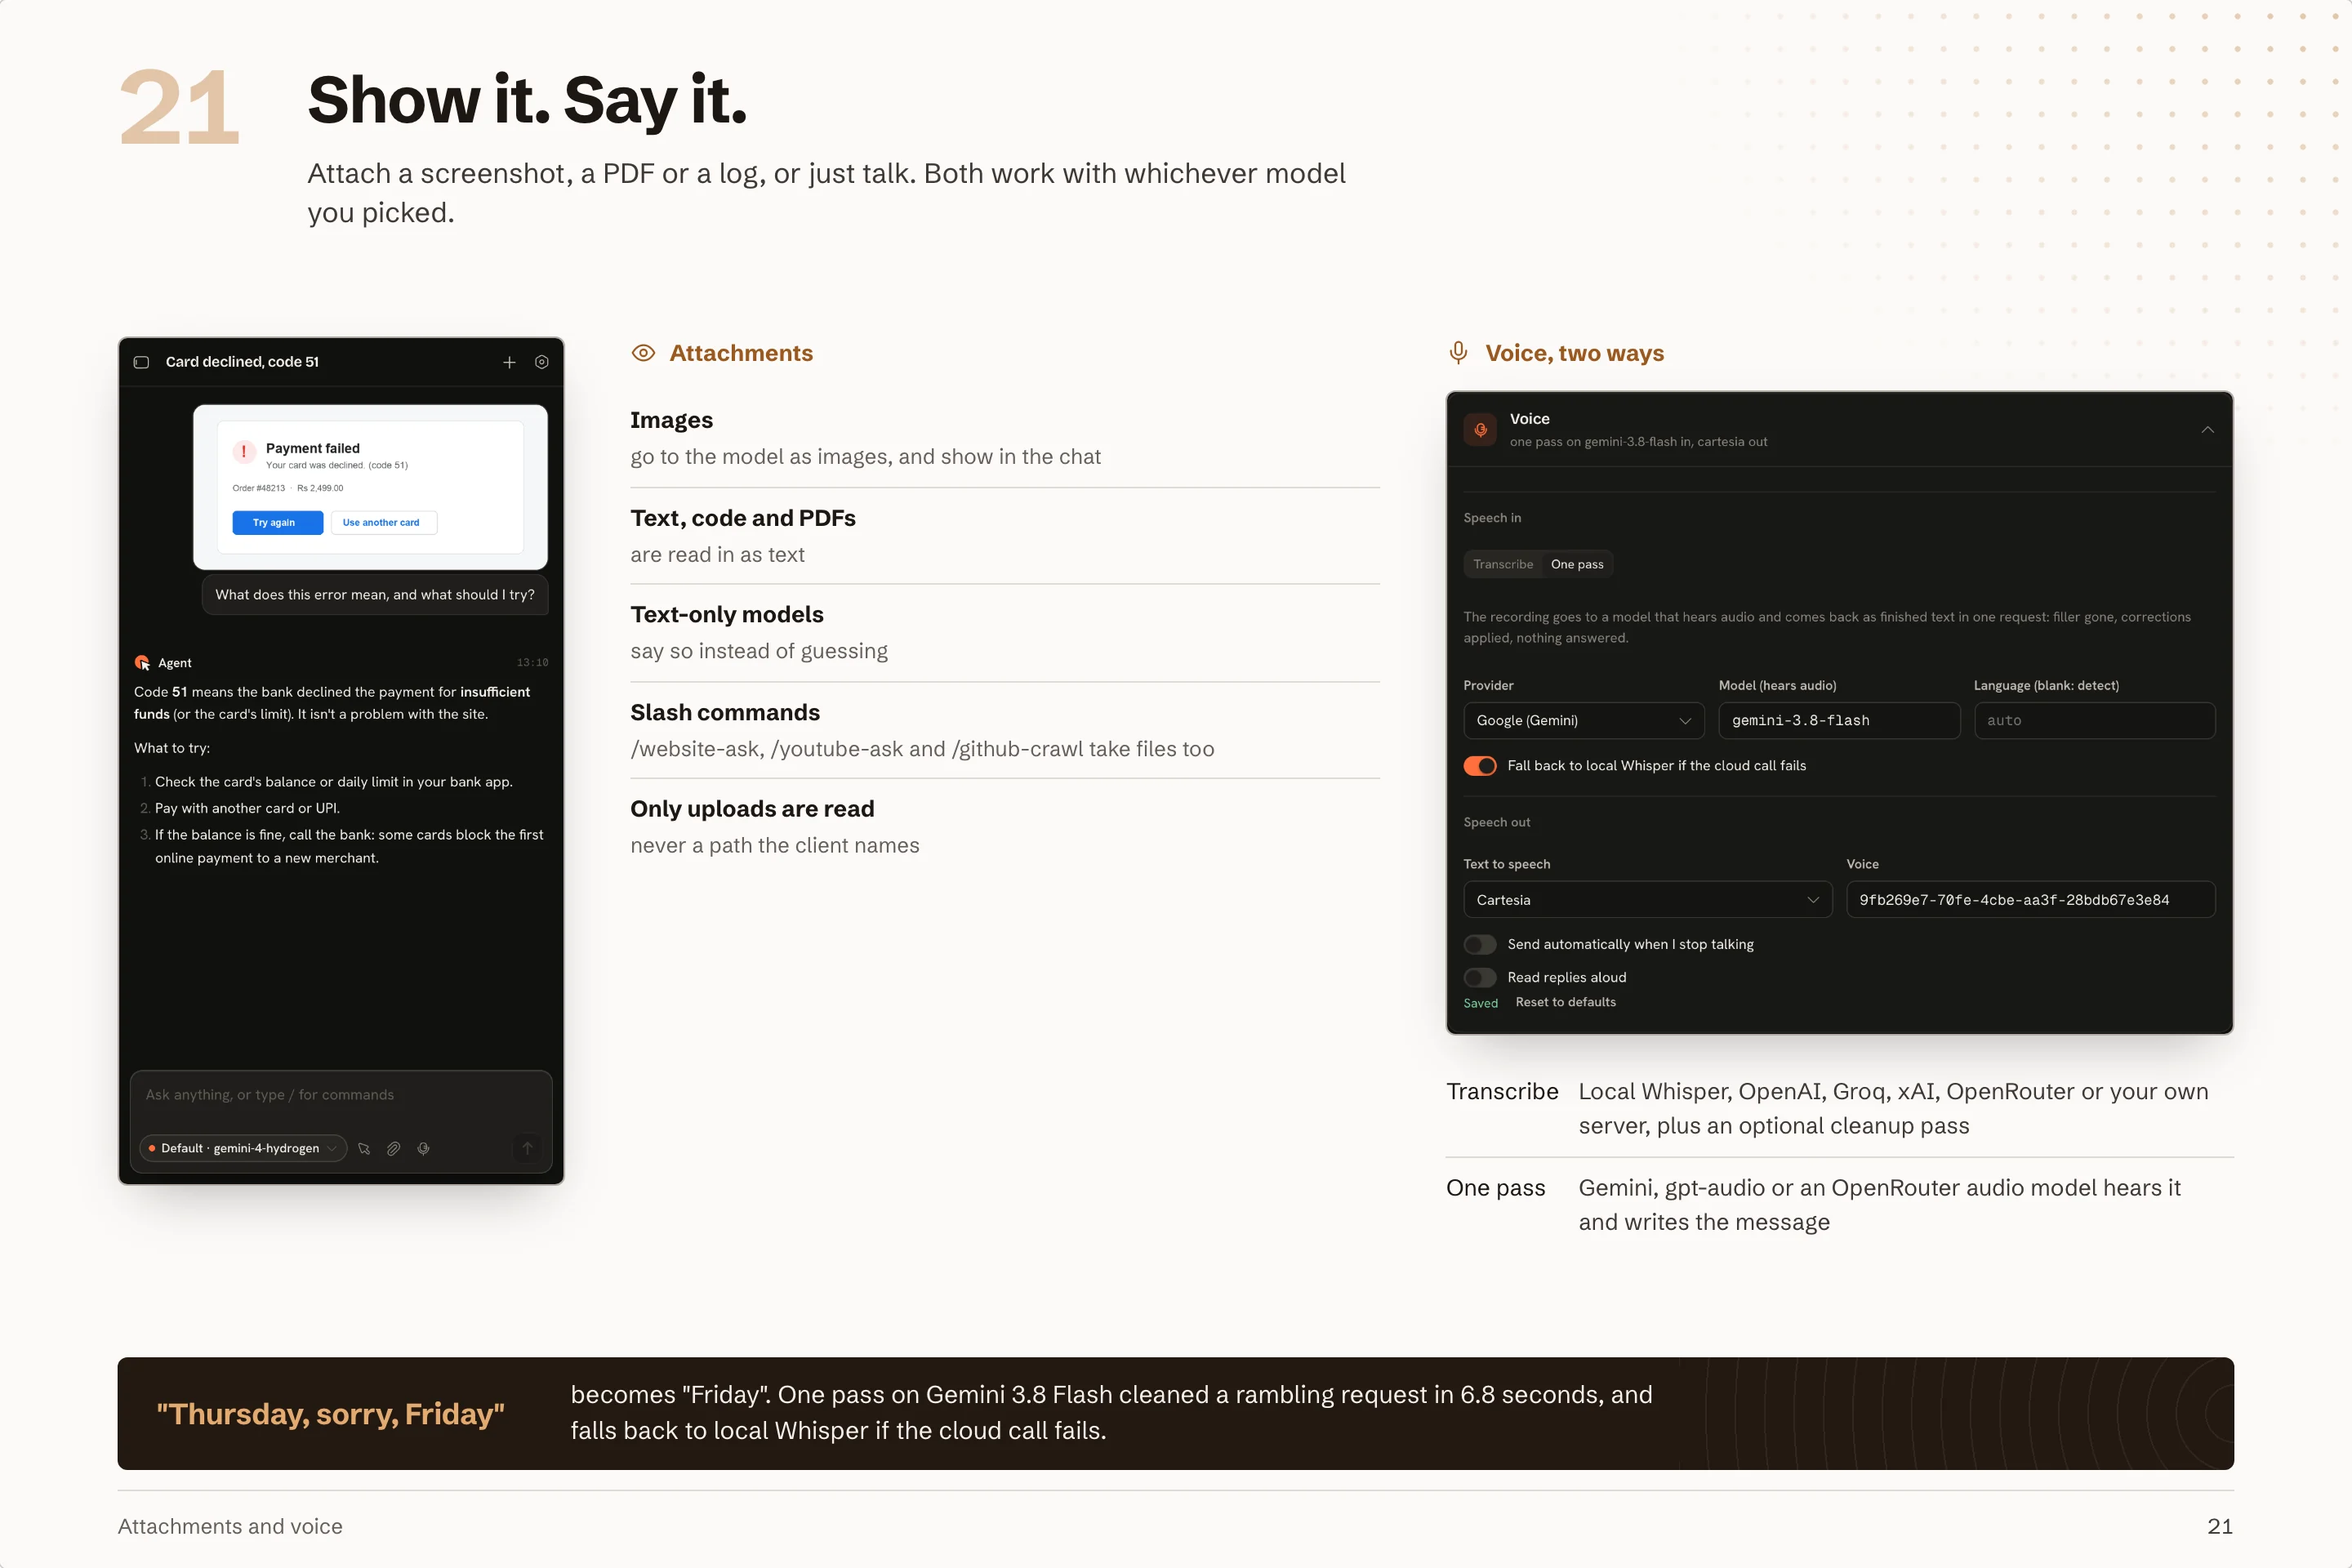 21
Show it. Say it.
Attach a screenshot, a PDF or a log, or just talk. Both work with whichever model
you picked.
Card declined, code 51
!
Payment failed
Your card was declined. (code 51)
Order #48213 · Rs 2,499.00
Try again
Use another card
What does this error mean, and what should I try?
Agent
13:10
Code 51 means the bank declined the payment for insufficient
funds (or the card's limit). It isn't a problem with the site.
What to try:
1. Check the card's balance or daily limit in your bank app.
2. Pay with another card or UPI.
3. If the balance is fine, call the bank: some cards block the first
online payment to a new merchant.
Ask anything, or type / for commands
Default · gemini-4-hydrogen
Attachments
Images
go to the model as images, and show in the chat
Text, code and PDFs
are read in as text
Text-only models
say so instead of guessing
Slash commands
/website-ask, /youtube-ask and /github-crawl take files too
Only uploads are read
never a path the client names
Voice, two ways
Voice
one pass on gemini-3.8-flash in, cartesia out
Speech in
Transcribe One pass
The recording goes to a model that hears audio and comes back as finished text in one request: filler gone, corrections
applied, nothing answered.
Provider Model (hears audio) Language (blank: detect)
Google (Gemini) gemini-3.8-flash auto
Fall back to local Whisper if the cloud call fails
Speech out
Text to speech Voice
Cartesia 9fb269e7-70fe-4cbe-aa3f-28bdb67e3e84
Send automatically when I stop talking
Read replies aloud
Saved Reset to defaults
Transcribe Local Whisper, OpenAI, Groq, xAI, OpenRouter or your own
server, plus an optional cleanup pass
One pass Gemini, gpt-audio or an OpenRouter audio model hears it
and writes the message
"Thursday, sorry, Friday"
becomes "Friday". One pass on Gemini 3.8 Flash cleaned a rambling request in 6.8 seconds, and
falls back to local Whisper if the cloud call fails.
Attachments and voice
21